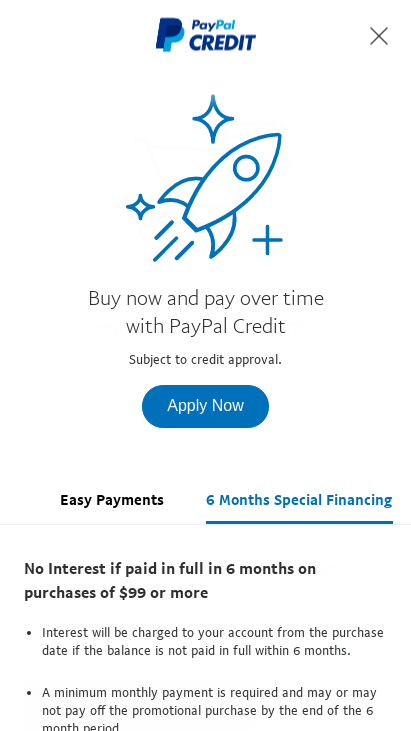 PayPal
CREDIT
Buy now and pay over time
with PayPal Credit
Subject to credit approval.
Apply Now
Easy Payments
6 Months Special Financing
No Interest if paid in full in 6 months on
purchases of $99 or more
• Interest will be charged to your account from the purchase
date if the balance is not paid in full within 6 months.
• A minimum monthly payment is required and may or may
not pay off the promotional purchase by the end of the 6
month period.